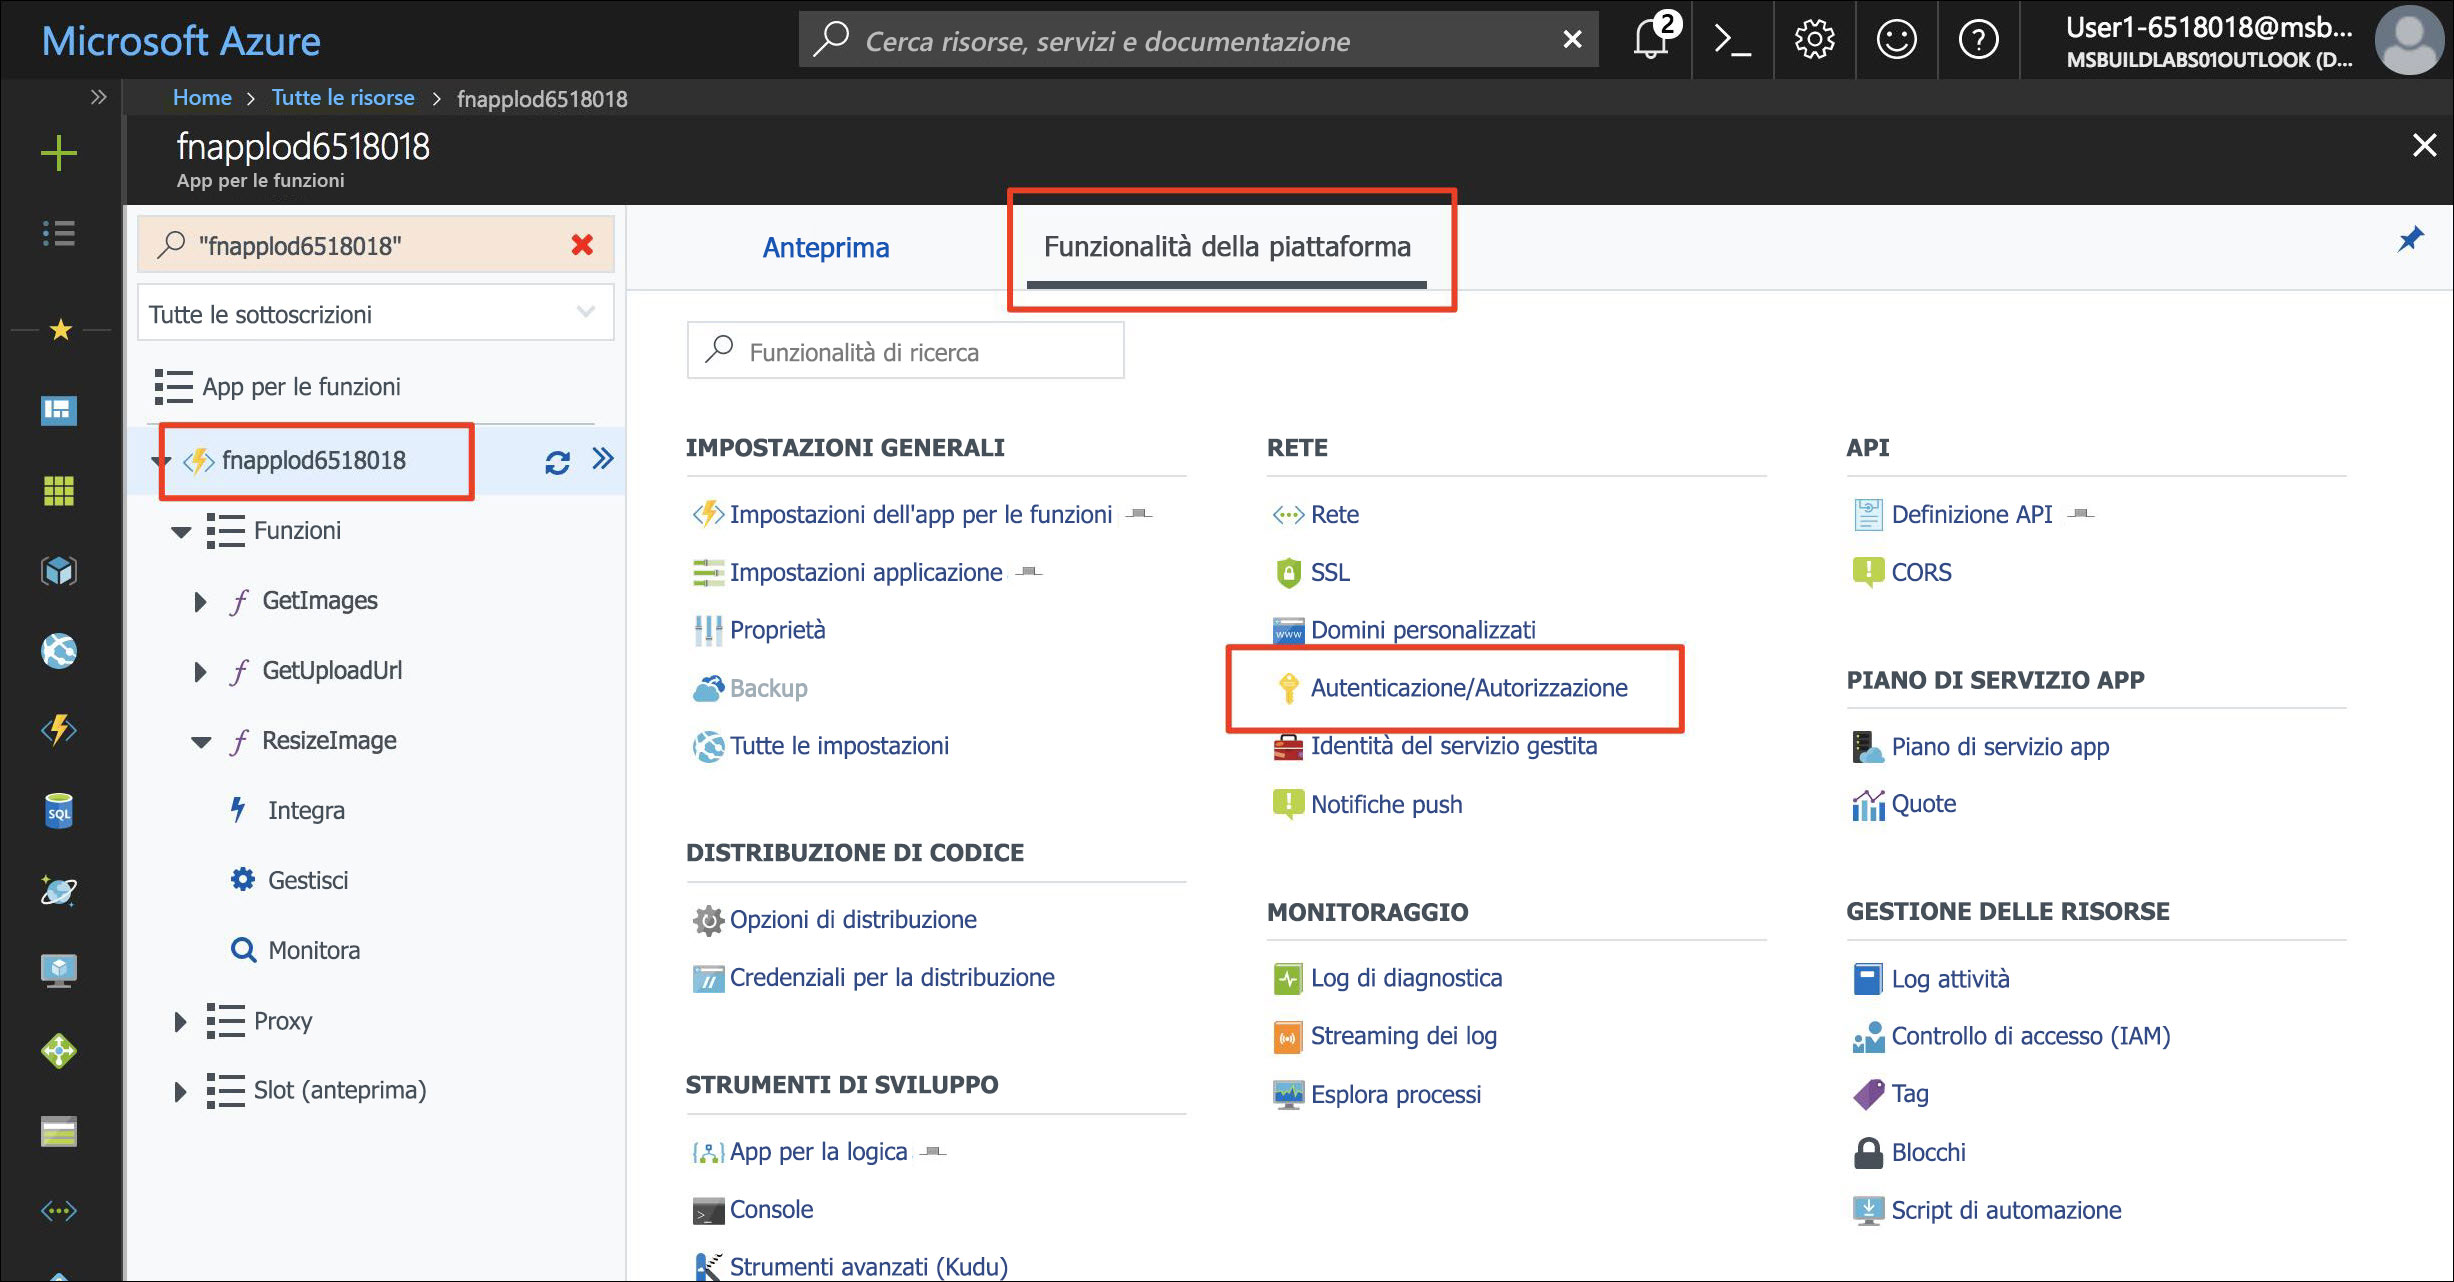 Microsoft Azure
Cerca risorse, servizi e documentazione
2
User1-6518018@msb...
MSBUILDLABS01OUTLOOK (D...
Home > Tutte le risorse > fnapplod6518018
fnapplod6518018
App per le funzioni
"fnapplod6518018"
Tutte le sottoscrizioni
App per le funzioni
fnapplod6518018
Funzioni
GetImages
GetUploadUrl
ResizeImage
Integra
Gestisci
Monitora
Proxy
Slot (anteprima)
Anteprima
Funzionalità della piattaforma
Funzionalità di ricerca
IMPOSTAZIONI GENERALI
Impostazioni dell'app per le funzioni
Impostazioni applicazione
Proprietà
Backup
Tutte le impostazioni
DISTRIBUZIONE DI CODICE
Opzioni di distribuzione
Credenziali per la distribuzione
STRUMENTI DI SVILUPPO
App per la logica
Console
Strumenti avanzati (Kudu)
RETE
Rete
SSL
Domini personalizzati
Autenticazione/Autorizzazione
Identità del servizio gestita
Notifiche push
MONITORAGGIO
Log di diagnostica
Streaming dei log
Esplora processi
API
Definizione API
CORS
PIANO DI SERVIZIO APP
Piano di servizio app
Quote
GESTIONE DELLE RISORSE
Log attività
Controllo di accesso (IAM)
Tag
Blocchi
Script di automazione
SQL
www